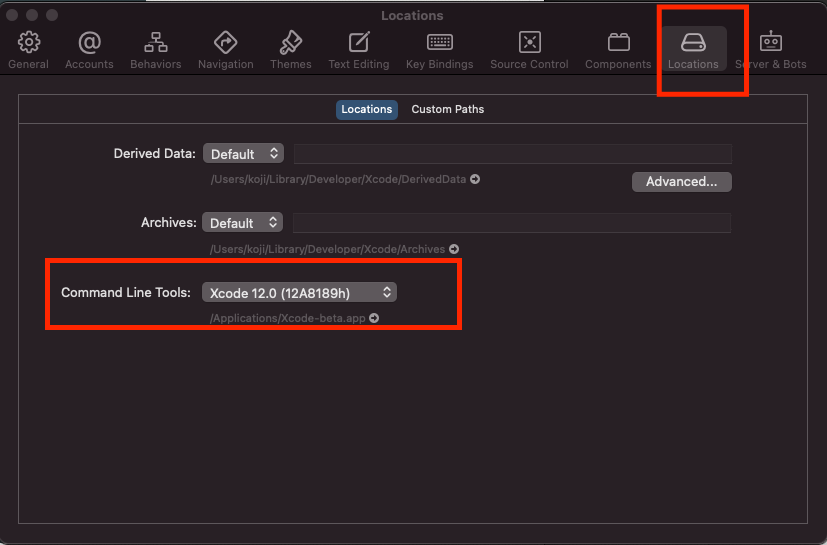 Locations
General Accounts Behaviors Navigation Themes Text Editing Key Bindings Source Control Components Locations Server & Bots
Locations Custom Paths
Derived Data: Default
/Users/koji/Library/Developer/Xcode/DerivedData
Advanced...
Archives: Default
/Users/koji/Library/Developer/Xcode/Archives
Command Line Tools: Xcode 12.0 (12A8189h)
/Applications/Xcode-beta.app